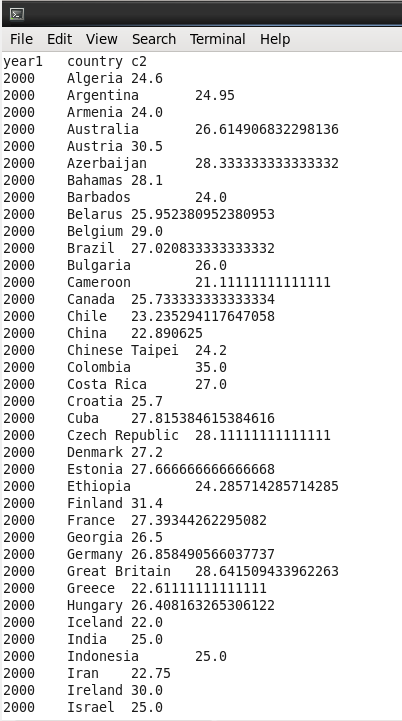 File Edit View Search Terminal Help
year1 country c2
2000 Algeria 24.6
2000 Argentina 24.95
2000 Armenia 24.0
2000 Australia 26.614906832298136
2000 Austria 30.5
2000 Azerbaijan 28.333333333333332
2000 Bahamas 28.1
2000 Barbados 24.0
2000 Belarus 25.952380952380953
2000 Belgium 29.0
2000 Brazil 27.020833333333332
2000 Bulgaria 26.0
2000 Cameroon 21.11111111111111
2000 Canada 25.733333333333334
2000 Chile 23.235294117647058
2000 China 22.890625
2000 Chinese Taipei 24.2
2000 Colombia 35.0
2000 Costa Rica 27.0
2000 Croatia 25.7
2000 Cuba 27.815384615384616
2000 Czech Republic 28.11111111111111
2000 Denmark 27.2
2000 Estonia 27.666666666666668
2000 Ethiopia 24.285714285714285
2000 Finland 31.4
2000 France 27.39344262295082
2000 Georgia 26.5
2000 Germany 26.858490566037737
2000 Great Britain 28.641509433962263
2000 Greece 22.61111111111111
2000 Hungary 26.408163265306122
2000 Iceland 22.0
2000 India 25.0
2000 Indonesia 25.0
2000 Iran 22.75
2000 Ireland 30.0
2000 Israel 25.0